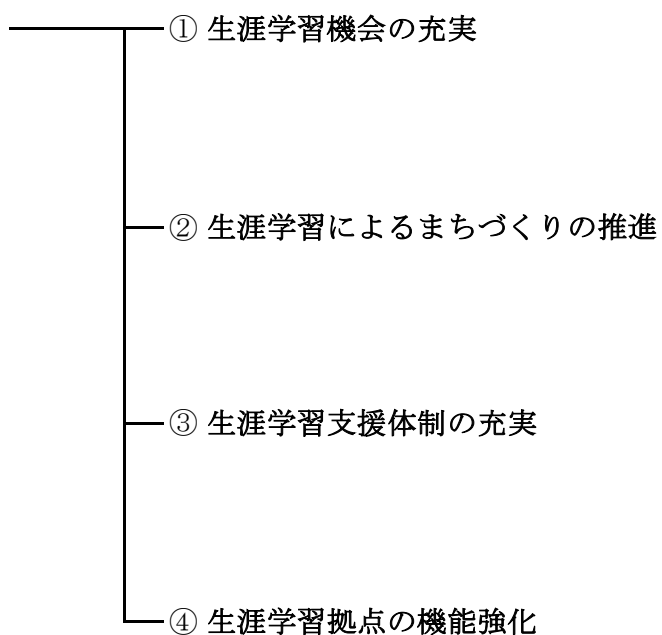 ① 生涯学習機会の充実
② 生涯学習によるまちづくりの推進
③ 生涯学習支援体制の充実
④ 生涯学習拠点の機能強化